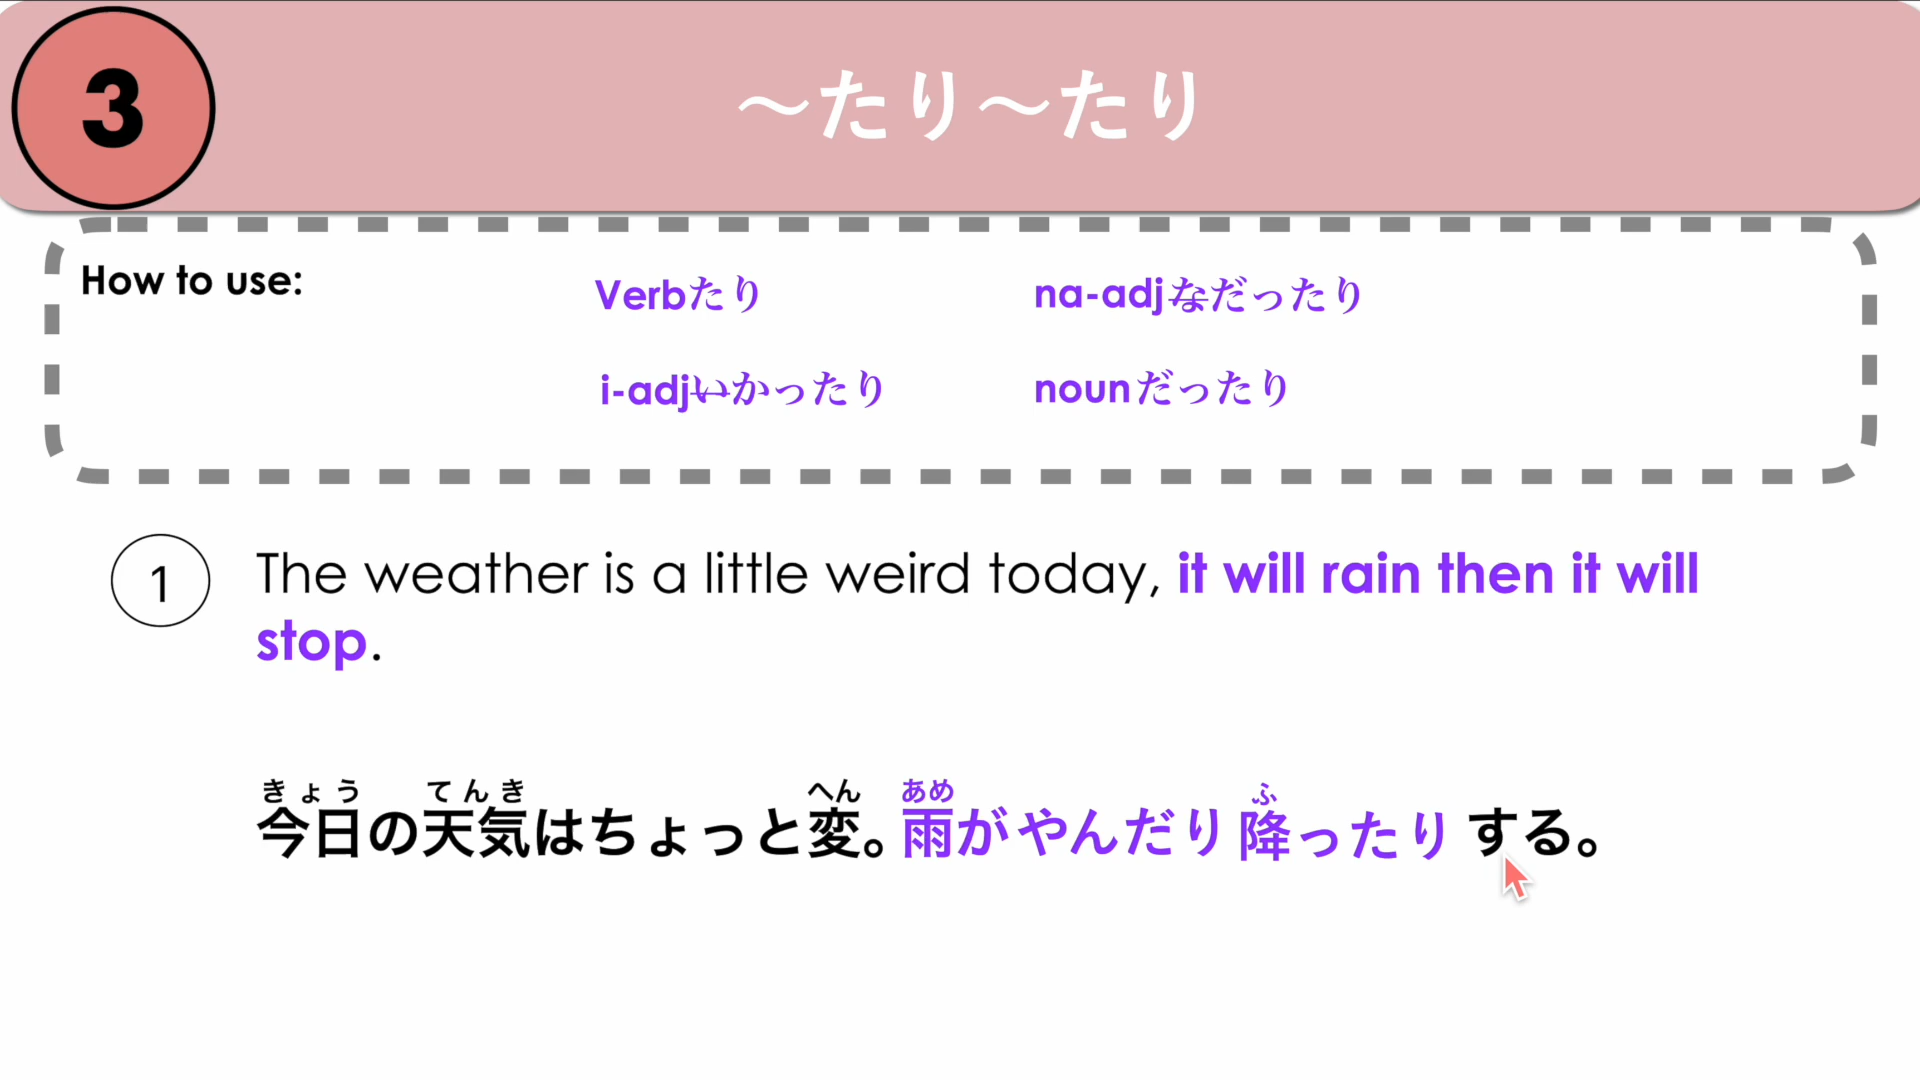 3
～たり～たり
How to use:
Verbたり
na-adjなだったり
i-adjいかったり
nounだったり
1
The weather is a little weird today, it will rain then it will
stop.
きょう てんき へん あめ ふ
今日の天気はちょっと変。雨がやんだり降ったりする。